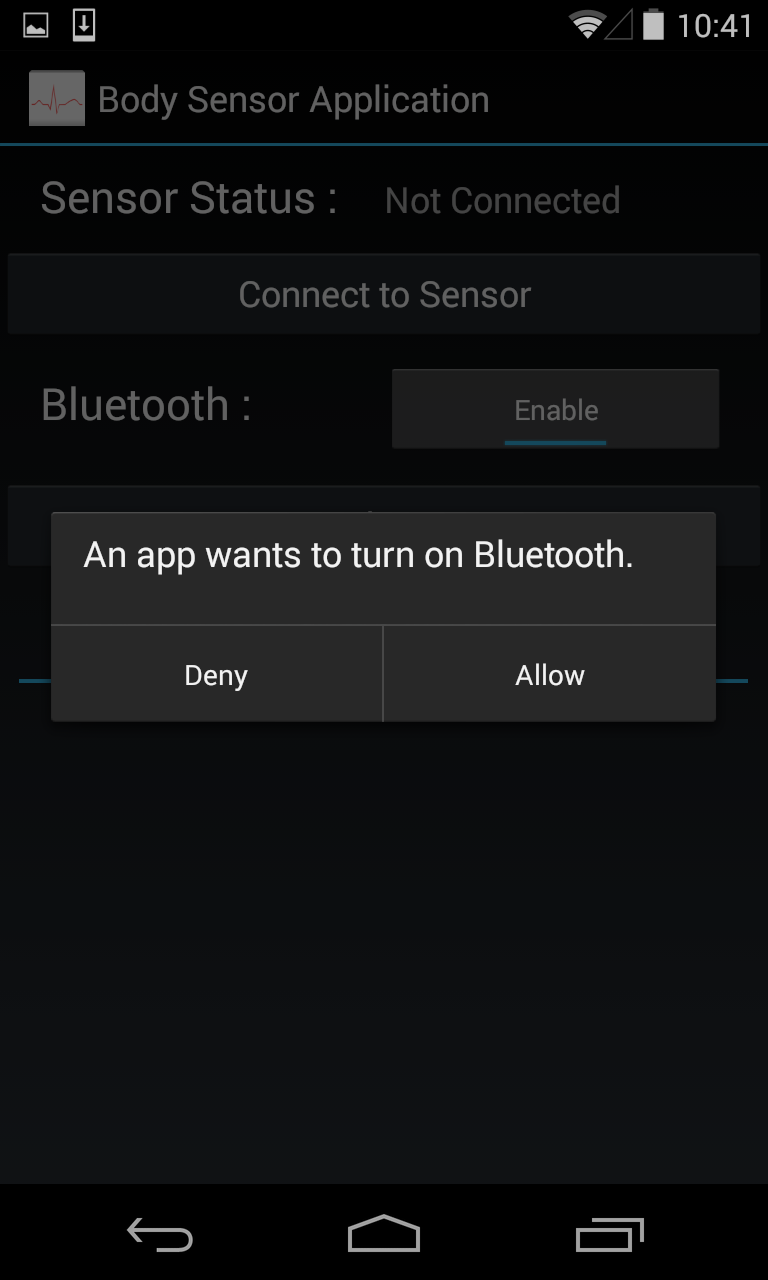 10:41
Body Sensor Application
Sensor Status : Not Connected
Connect to Sensor
Bluetooth : Enable
An app wants to turn on Bluetooth.
Deny Allow